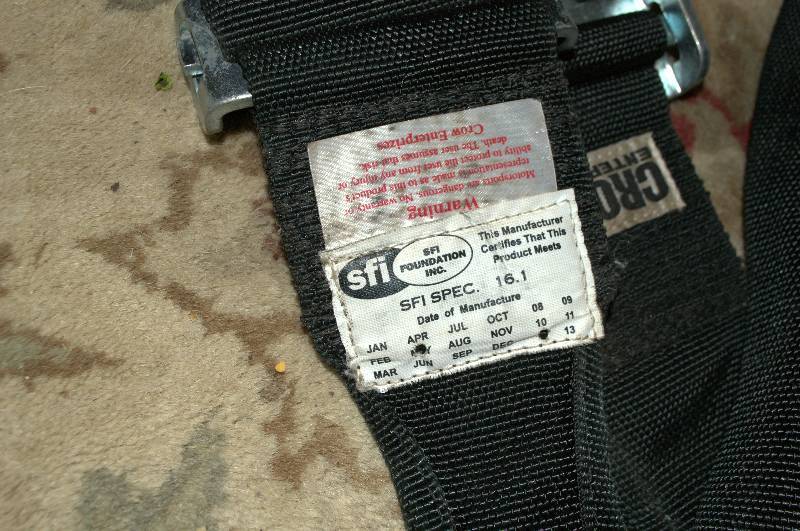 Warning
Motorsports are dangerous. No warranty or
representation is made as to this product's
ability to protect the user from any injury or
death. The user assumes that risk.
Crow Enterprizes
CRO
ENTER
sfi
SFI
FOUNDATION
INC.
This Manufacturer
Certifies That This
Product Meets
SFI SPEC. 16.1
Date of Manufacture
JAN APR JUL OCT 08 09
FEB MAY AUG NOV 10 11
MAR JUN SEP DEC 13